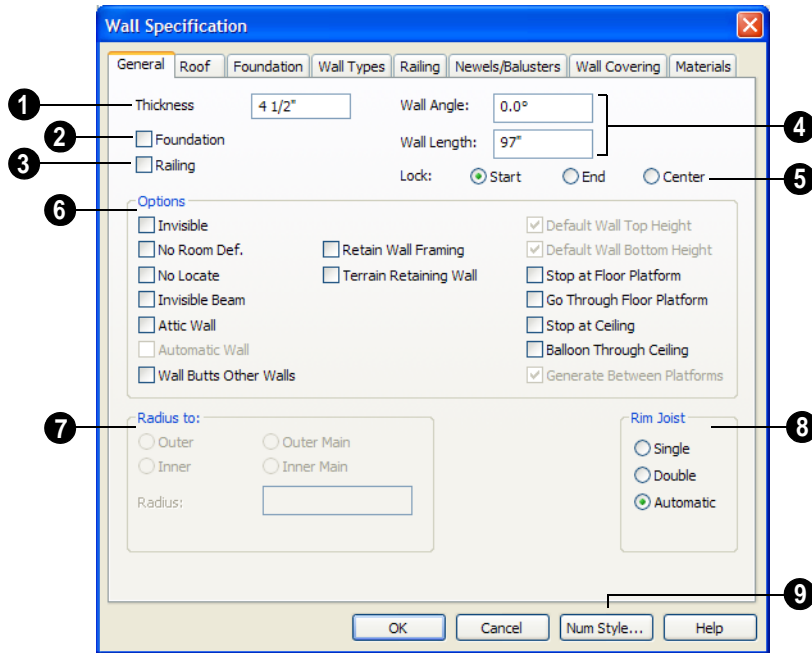 Wall Specification
General Roof Foundation Wall Types Railing Newels/Balusters Wall Covering Materials
1 Thickness 4 1/2" Wall Angle: 0.0°
2 Foundation Wall Length: 97" 4
3 Railing Lock: Start End Center 5
6 Options
Invisible Default Wall Top Height
No Room Def. Retain Wall Framing Default Wall Bottom Height
No Locate Terrain Retaining Wall Stop at Floor Platform
Invisible Beam Go Through Floor Platform
Attic Wall Stop at Ceiling
Automatic Wall Balloon Through Ceiling
Wall Butts Other Walls Generate Between Platforms
7 Radius to: Rim Joist 8
Outer Outer Main Single
Inner Inner Main Double
Radius: Automatic
9
OK Cancel Num Style... Help